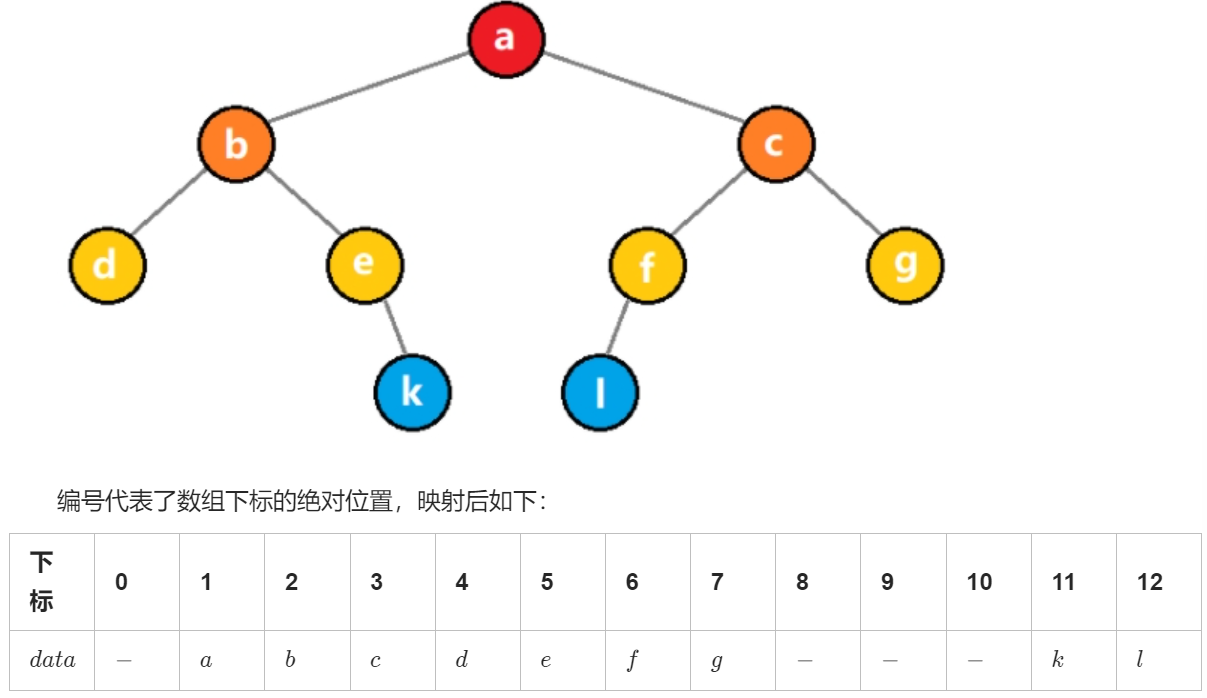 a
b c
d e f g
k l
编号代表了数组下标的绝对位置，映射后如下：
下标 0 1 2 3 4 5 6 7 8 9 10 11 12
data − a b c d e f g − − − k l